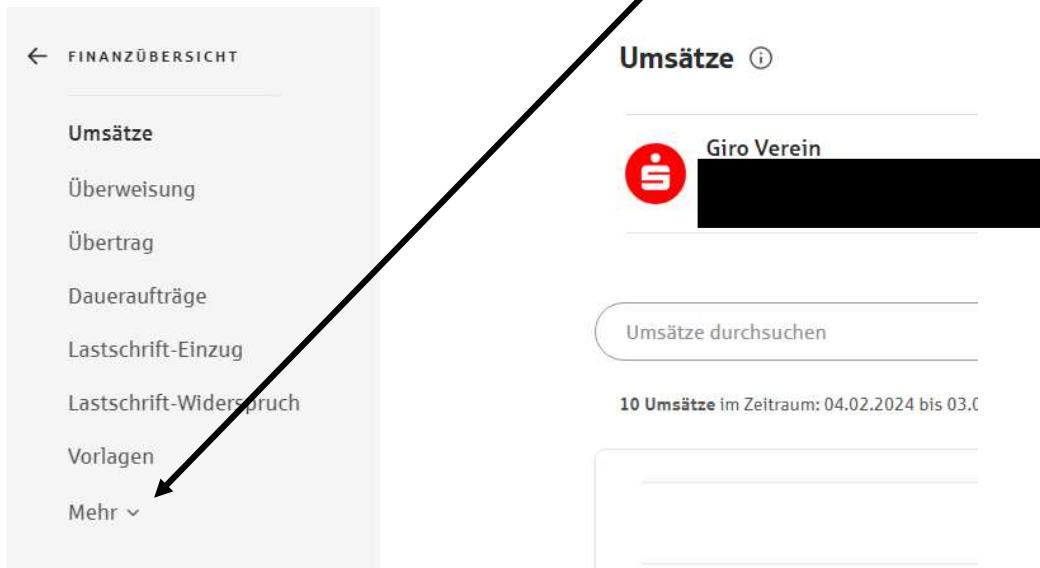 FINANZÜBERSICHT
Umsätze
Überweisung
Übertrag
Daueraufträge
Lastschrift-Einzug
Lastschrift-Widerspruch
Vorlagen
Mehr
Umsätze
Giro Verein
Umsätze durchsuchen
10 Umsätze im Zeitraum: 04.02.2024 bis 03.0